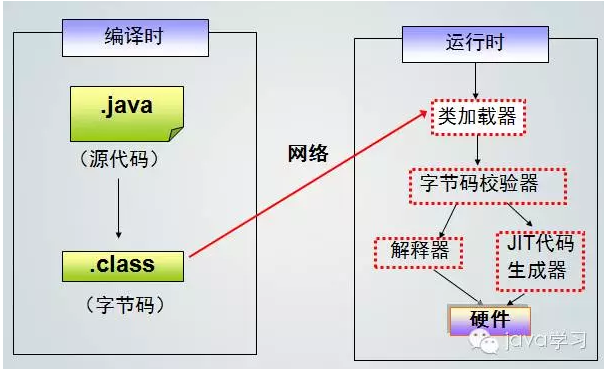 编译时
.java
（源代码）
.class
（字节码）
网络
运行时
类加载器
字节码校验器
解释器
JIT代码
生成器
硬件
java学习